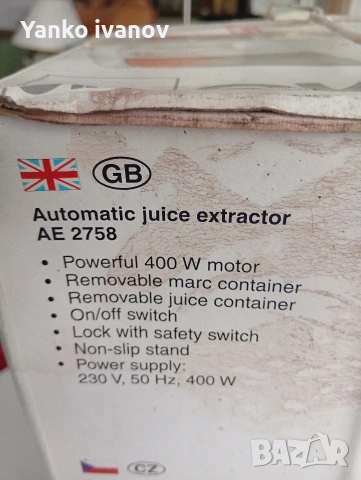 Yanko ivanov
GB
Automatic juice extractor
AE 2758
• Powerful 400 W motor
• Removable marc container
• Removable juice container
• On/off switch
• Lock with safety switch
• Non-slip stand
• Power supply:
230 V, 50 Hz, 400 W
CZ
BAZAR